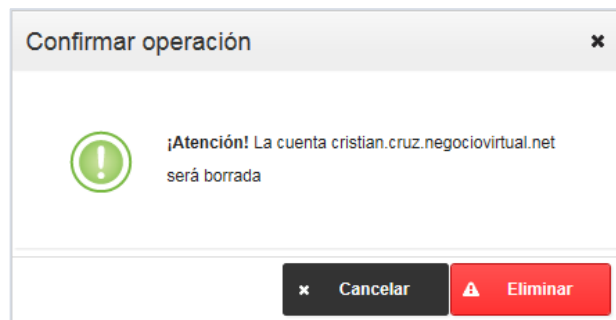 Confirmar operación
¡Atención! La cuenta cristian.cruz.negociovirtual.net
será borrada
Cancelar
Eliminar